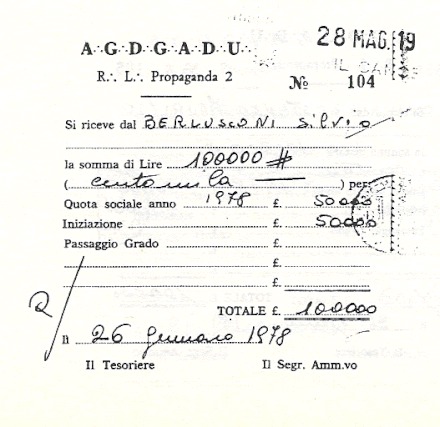 28 MAG. 19
A∴G∴D∴G∴A∴D∴U∴
R∴ L∴ Propaganda 2
№ 104
Si riceve dal BERLUSCONI Silvio
la somma di Lire 100000 #
( centomila ) per:
Quota sociale anno 1978 £. 50000
Iniziazione £. 50000
Passaggio Grado £.
£.
£.
TOTALE £. 100000
lì 26 gennaio 1978
Il Tesoriere Il Segr. Amm.vo